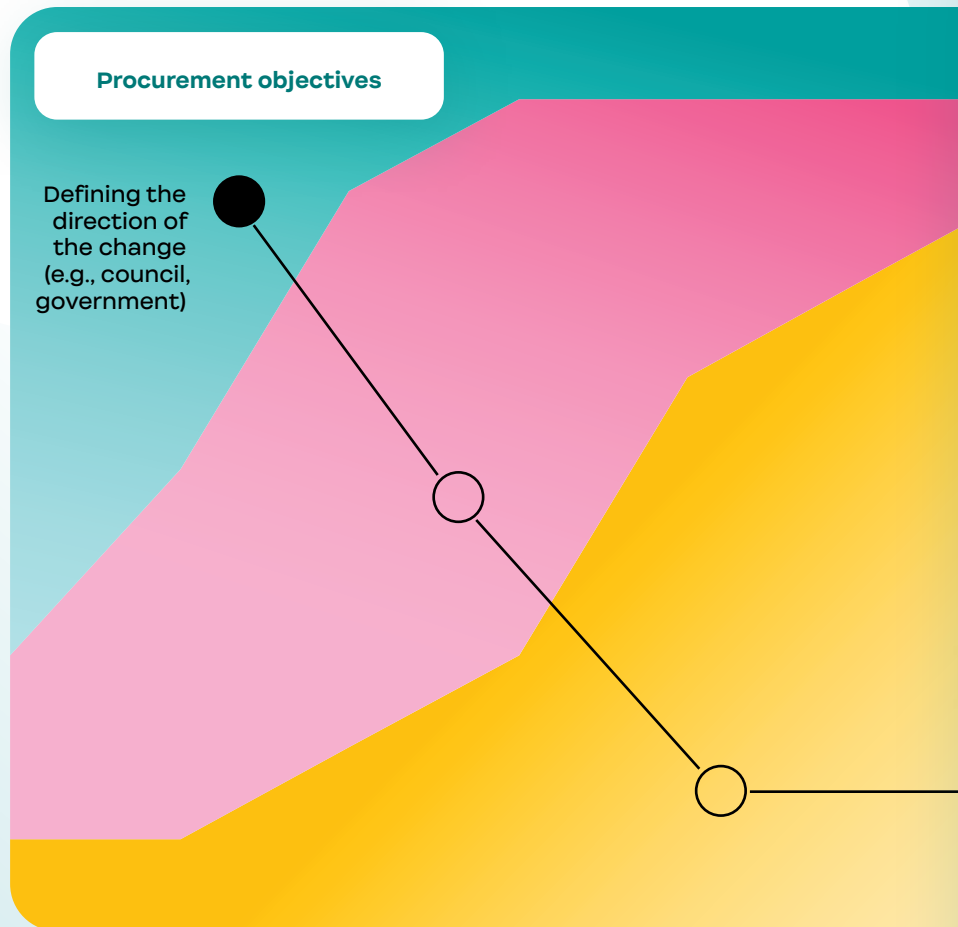 Procurement objectives
Defining the
direction of
the change
(e.g., council,
government)